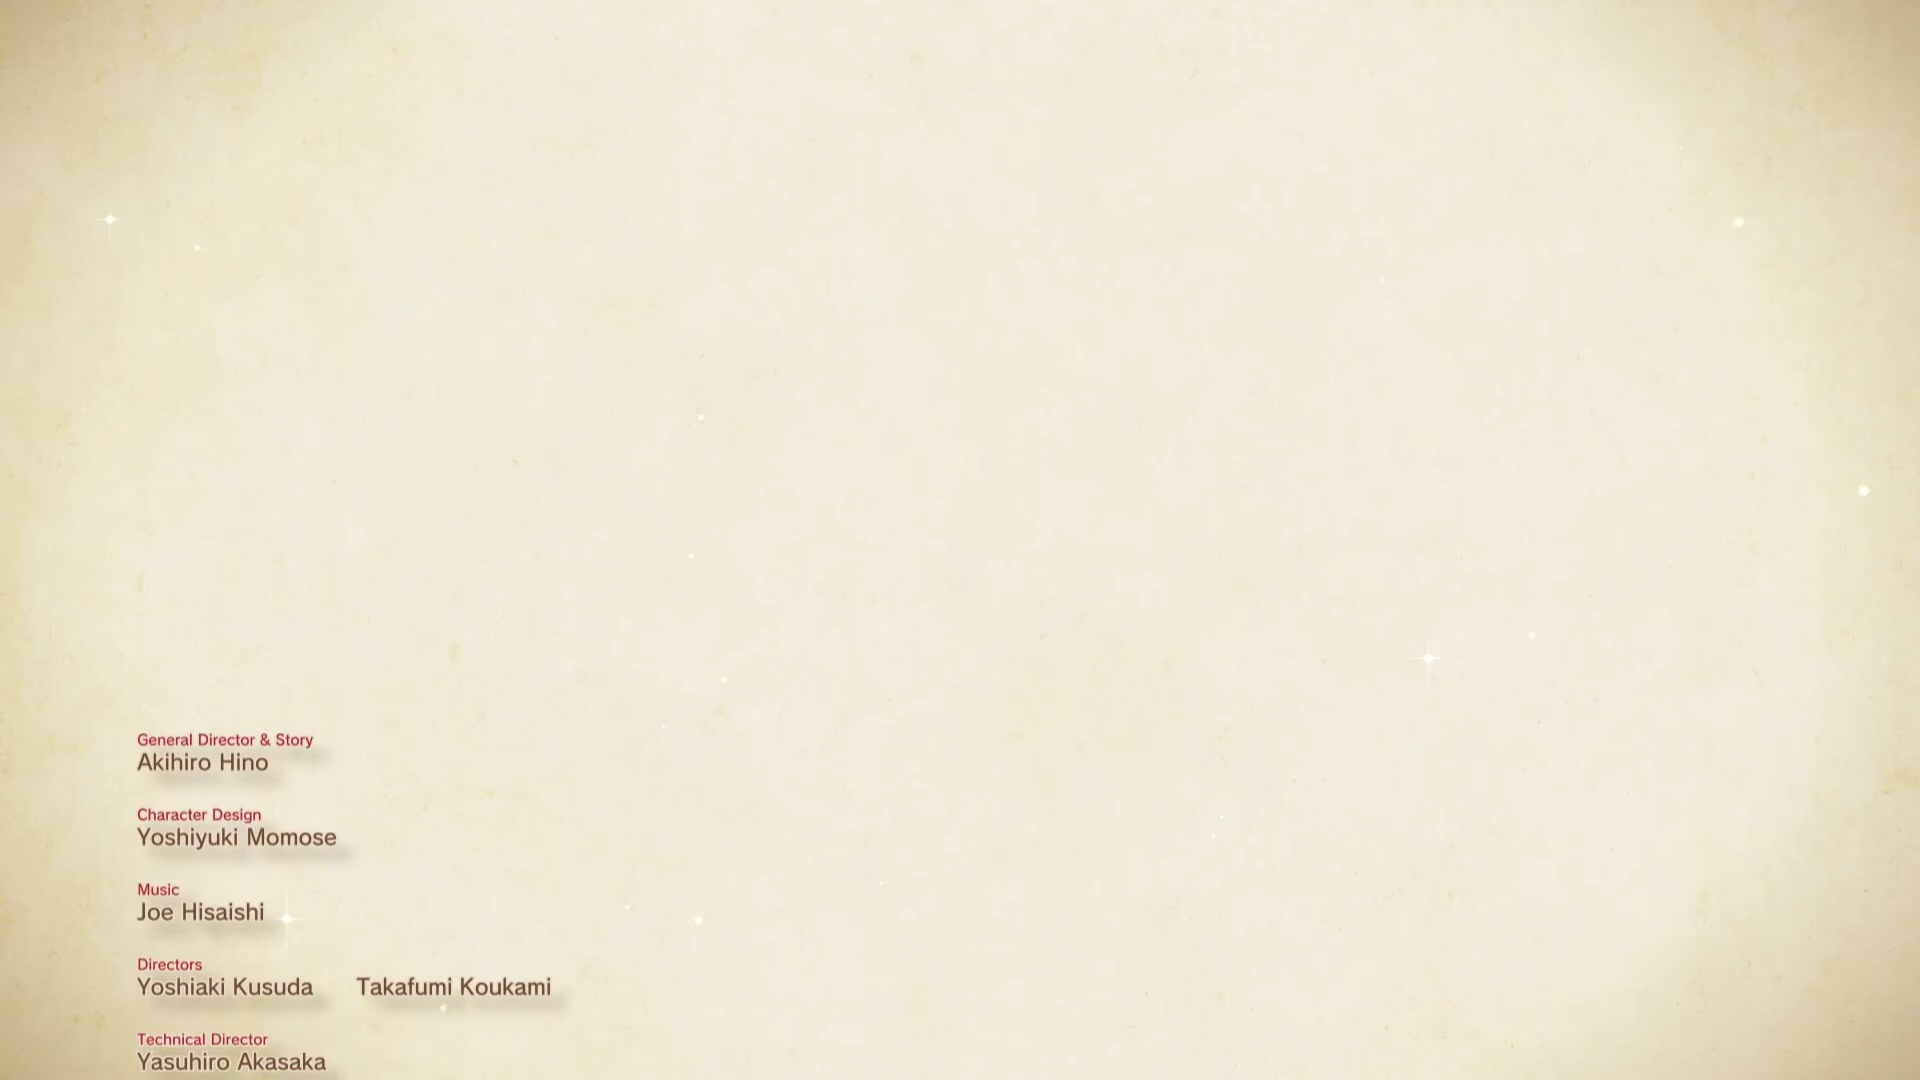 General Director & Story
Akihiro Hino
Character Design
Yoshiyuki Momose
Music
Joe Hisaishi
Directors
Yoshiaki Kusuda Takafumi Koukami
Technical Director
Yasuhiro Akasaka